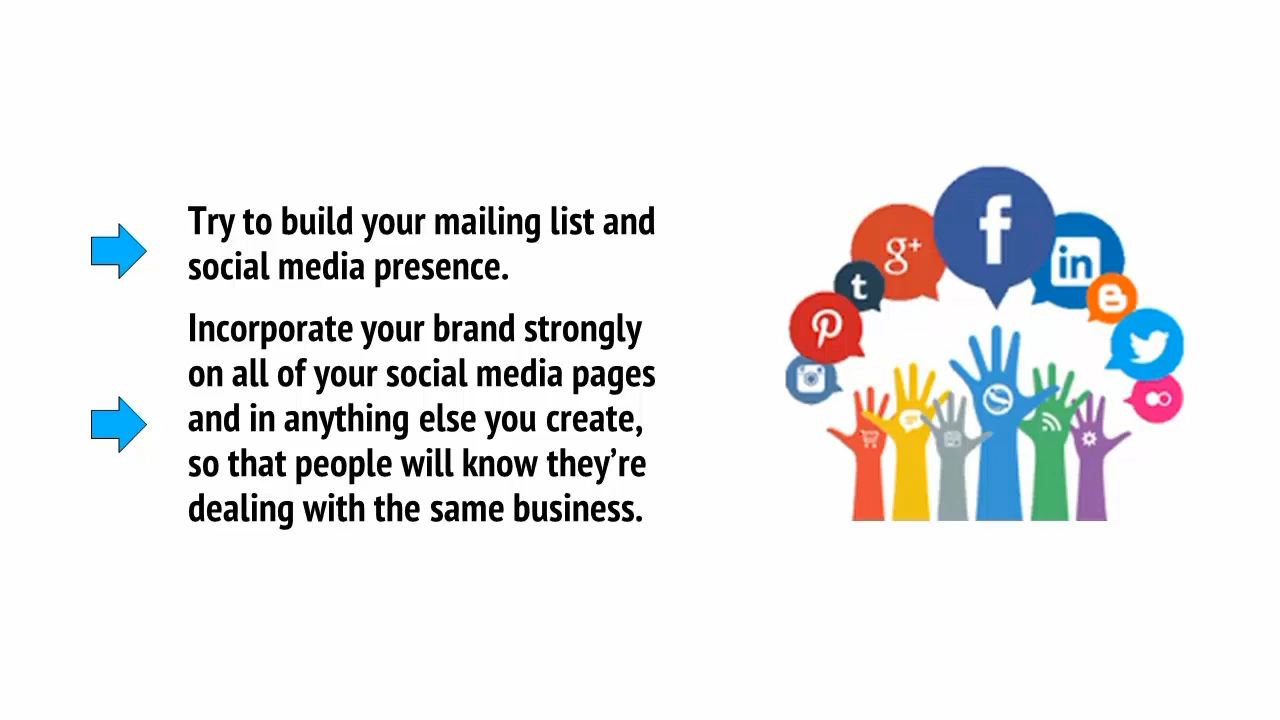 Try to build your mailing list and
social media presence.
Incorporate your brand strongly
on all of your social media pages
and in anything else you create,
so that people will know they’re
dealing with the same business.
f
g+
in
t